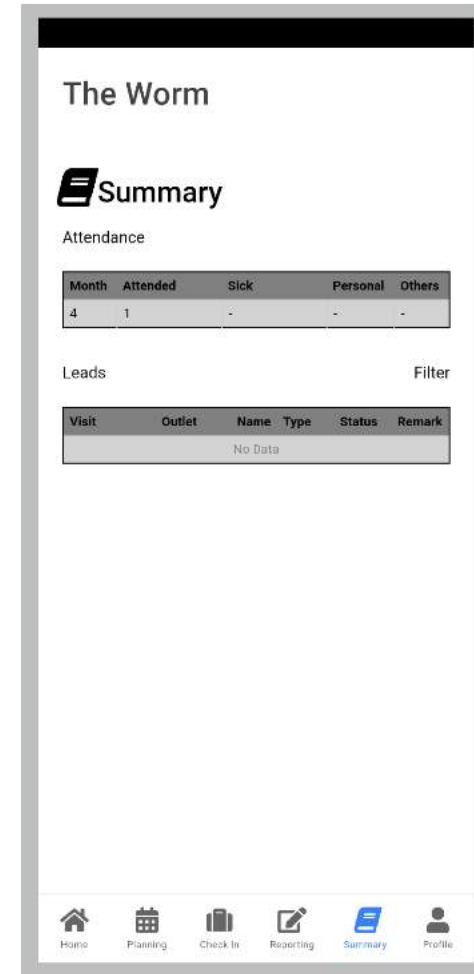 The Worm
Summary
Attendance
Month Attended Sick Personal Others
4 1 - - -
Leads Filter
Visit Outlet Name Type Status Remark
No Data
Home Planning Check In Reporting Summary Profile